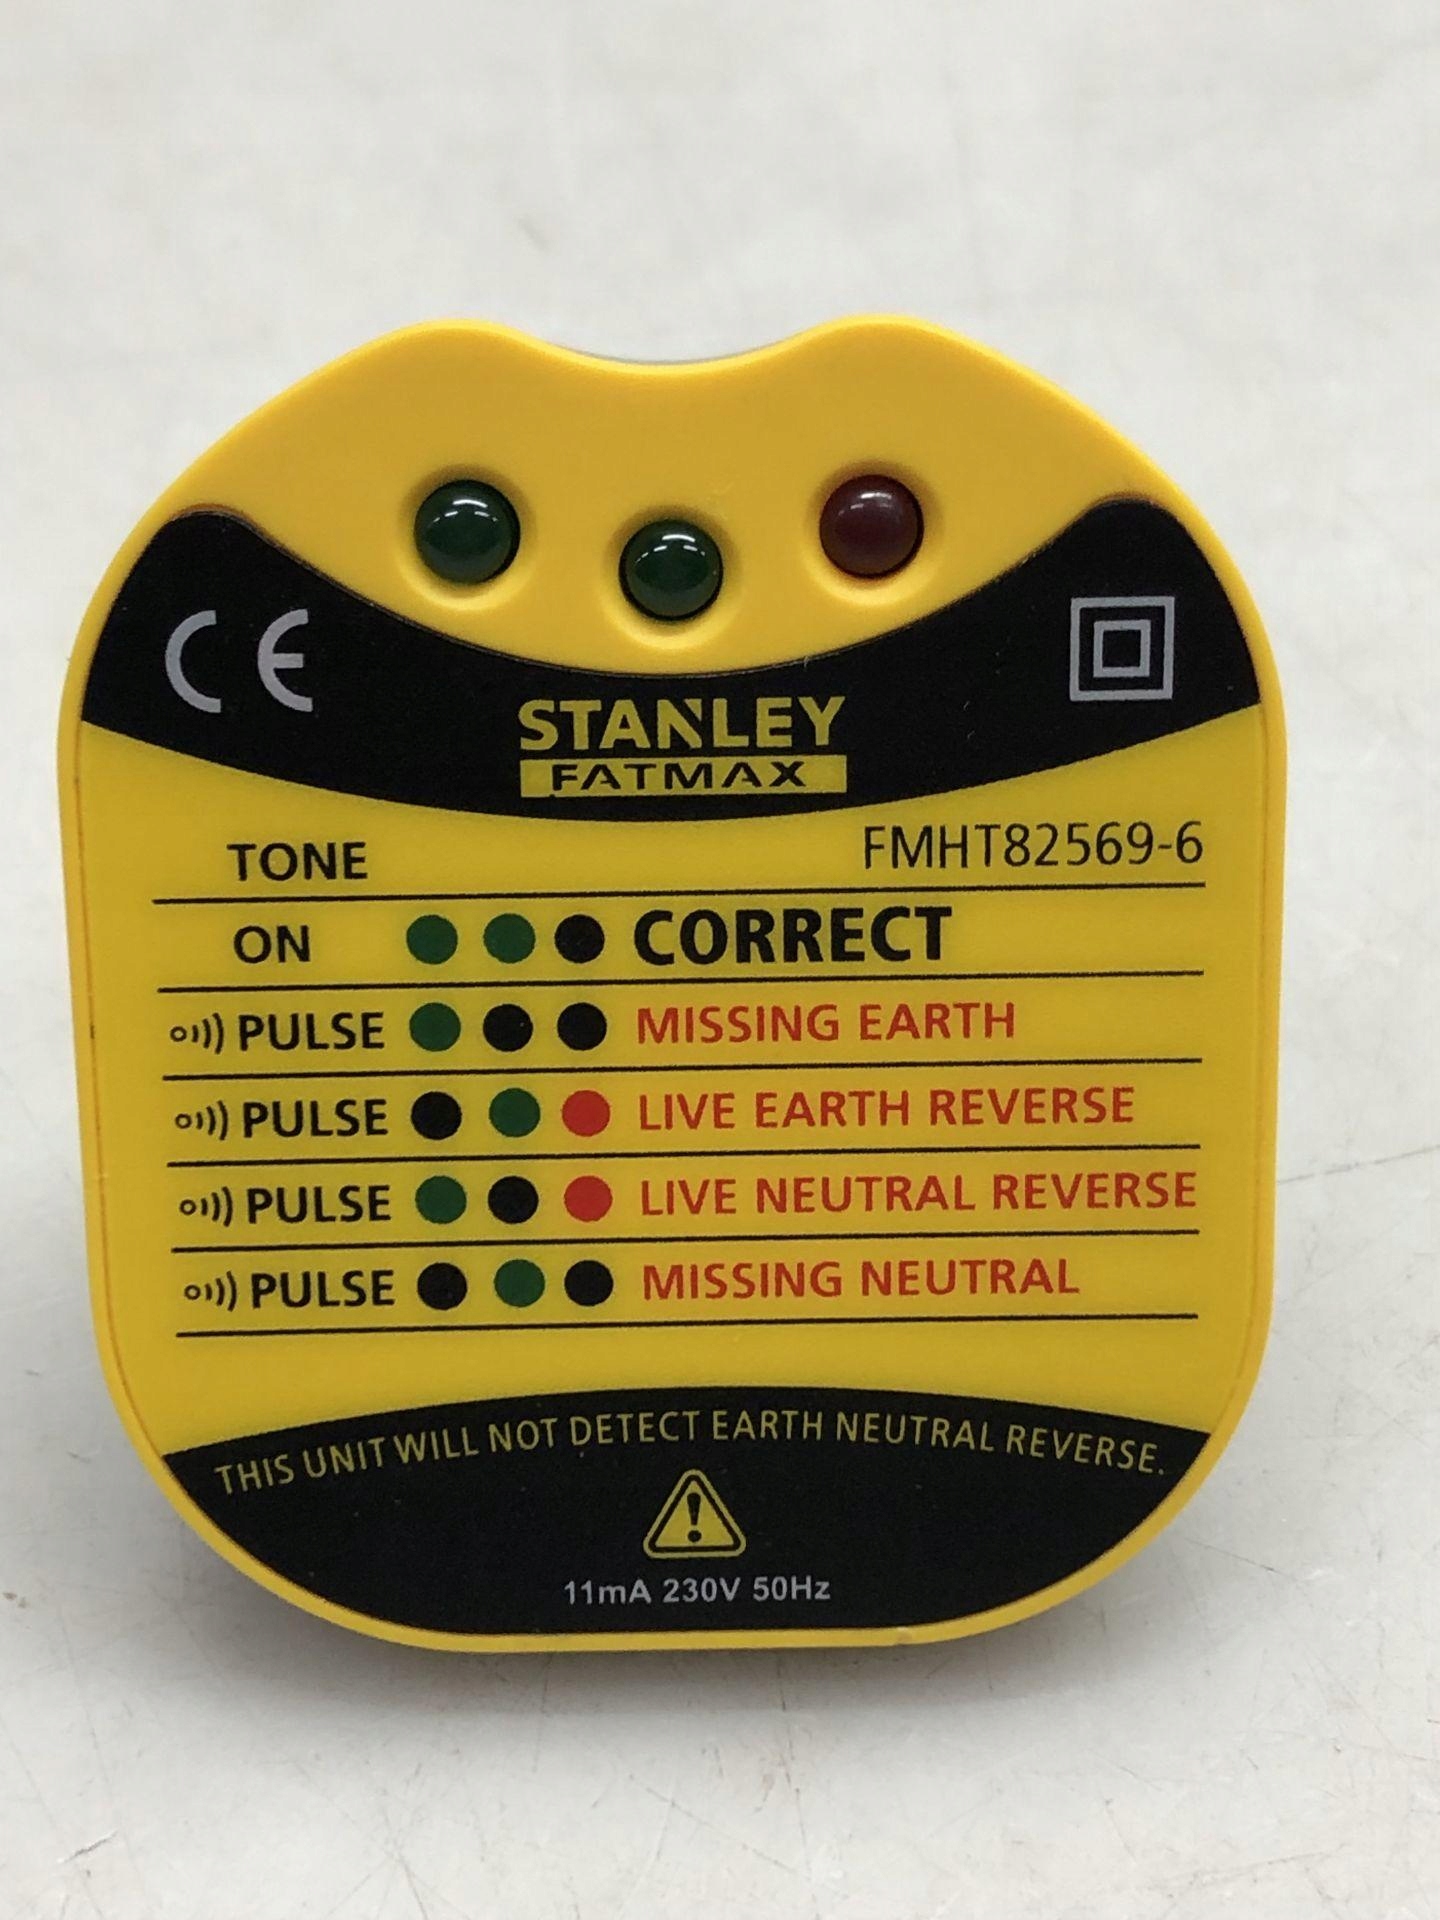 CE
STANLEY
FATMAX
FMHT82569-6
TONE
ON CORRECT
PULSE MISSING EARTH
PULSE LIVE EARTH REVERSE
PULSE LIVE NEUTRAL REVERSE
PULSE MISSING NEUTRAL
THIS UNIT WILL NOT DETECT EARTH NEUTRAL REVERSE.
11mA 230V 50Hz